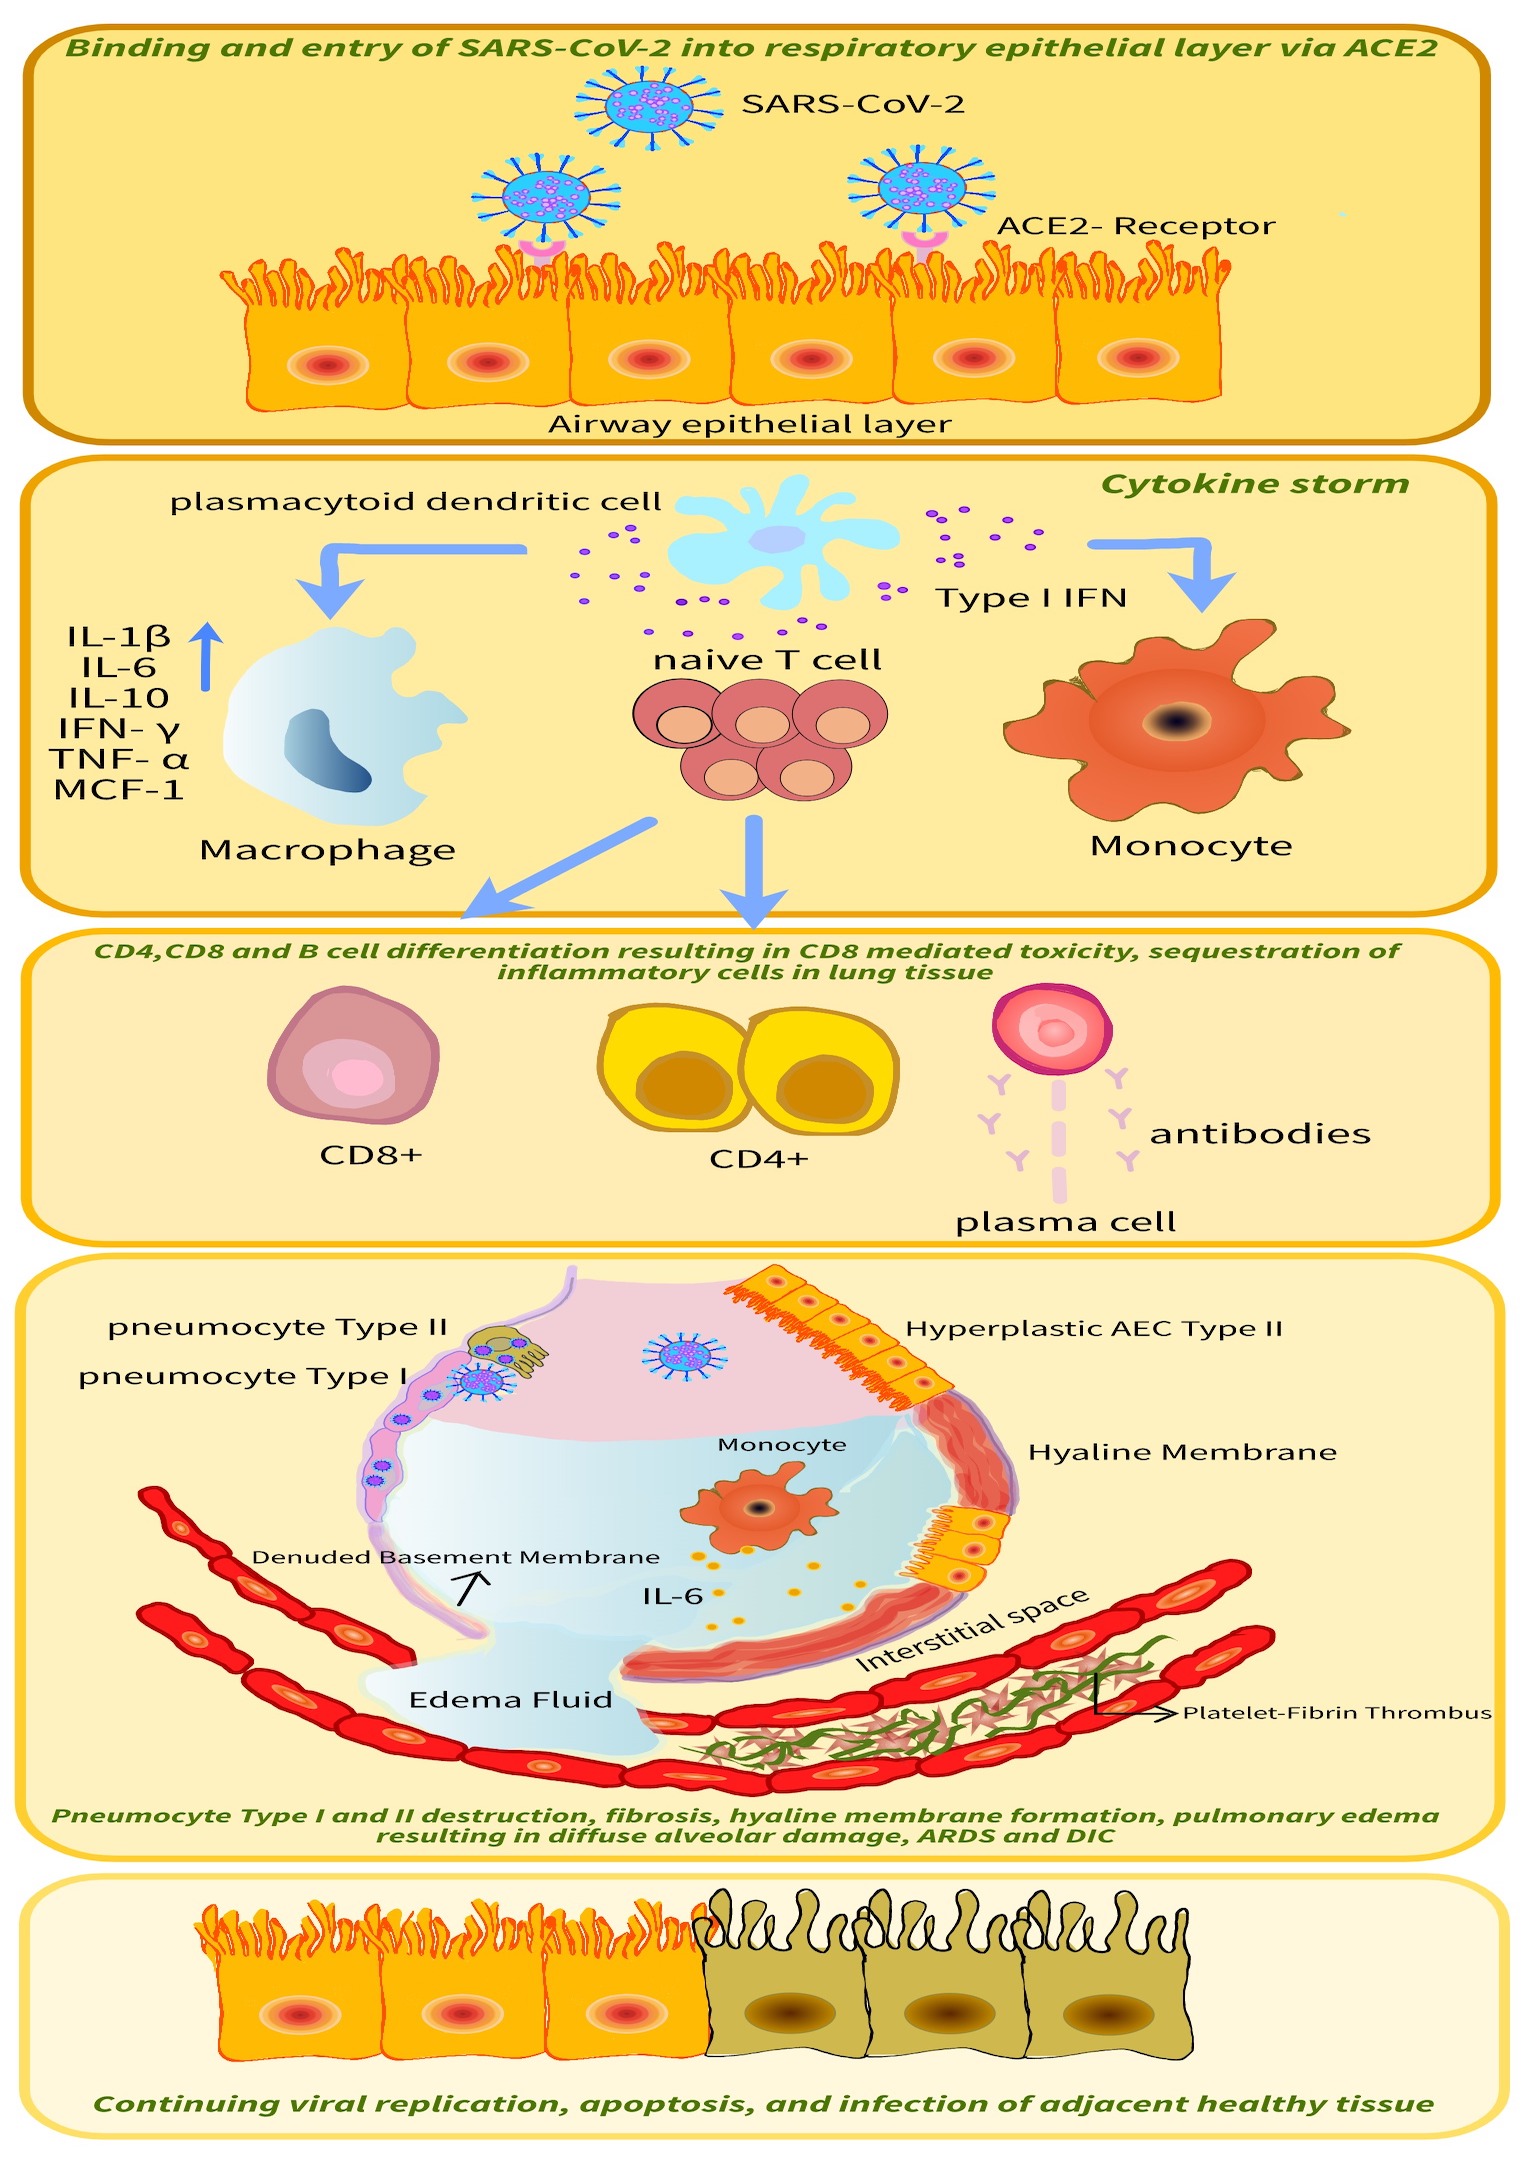 Binding and entry of SARS-CoV-2 into respiratory epithelial layer via ACE2
SARS-CoV-2
ACE2- Receptor
Airway epithelial layer
Cytokine storm
plasmacytoid dendritic cell
Type I IFN
IL-1β
IL-6
IL-10
IFN- γ
TNF- α
MCF-1
naive T cell
Macrophage
Monocyte
CD4,CD8 and B cell differentiation resulting in CD8 mediated toxicity, sequestration of
inflammatory cells in lung tissue
CD8+
CD4+
antibodies
plasma cell
pneumocyte Type II
pneumocyte Type I
Hyperplastic AEC Type II
Monocyte
Hyaline Membrane
Denuded Basement Membrane
IL-6
Interstitial space
Edema Fluid
Platelet-Fibrin Thrombus
Pneumocyte Type I and II destruction, fibrosis, hyaline membrane formation, pulmonary edema
resulting in diffuse alveolar damage, ARDS and DIC
Continuing viral replication, apoptosis, and infection of adjacent healthy tissue